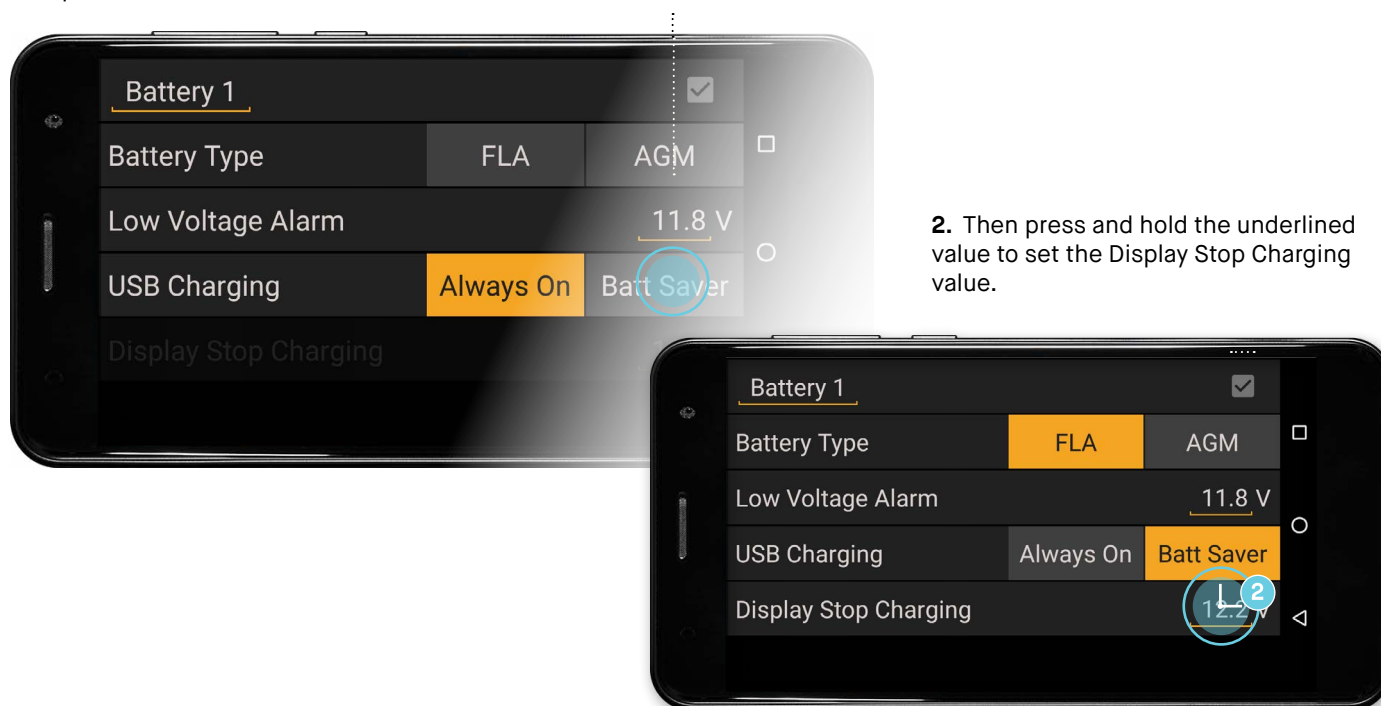 Battery 1
Battery Type FLA AGM
Low Voltage Alarm 11.8 V
USB Charging Always On Batt Saver
Display Stop Charging
2. Then press and hold the underlined
value to set the Display Stop Charging
value.
Battery 1
Battery Type FLA AGM
Low Voltage Alarm 11.8 V
USB Charging Always On Batt Saver
Display Stop Charging 12.2 V
2